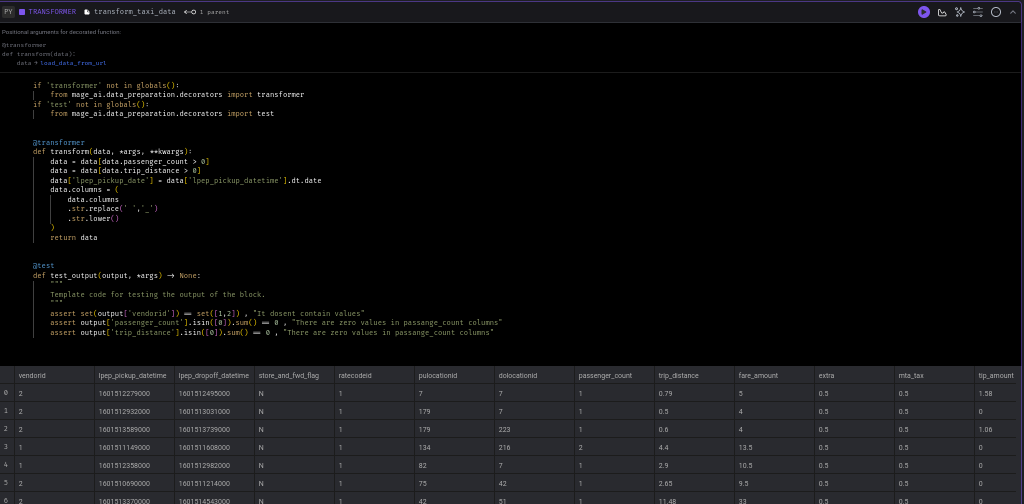 PY TRANSFORMER transform_taxi_data 1 parent
Positional arguments for decorated function:
@transformer
def transform(data):
data → load_data_from_url
if 'transformer' not in globals():
from mage_ai.data_preparation.decorators import transformer
if 'test' not in globals():
from mage_ai.data_preparation.decorators import test
@transformer
def transform(data, *args, **kwargs):
data = data[data.passenger_count > 0]
data = data[data.trip_distance > 0]
data['lpep_pickup_date'] = data['lpep_pickup_datetime'].dt.date
data.columns = (
data.columns
.str.replace(' ','_')
.str.lower()
)
return data
@test
def test_output(output, *args) → None:
"""
Template code for testing the output of the block.
"""
assert set(output['vendorid']) == set([1,2]) , "It dosent contain values"
assert output['passenger_count'].isin([0]).sum() == 0 , "There are zero values in passange_count columns"
assert output['trip_distance'].isin([0]).sum() == 0 , "There are zero values in passange_count columns"
vendorid lpep_pickup_datetime lpep_dropoff_datetime store_and_fwd_flag ratecodeid pulocationid dolocationid passenger_count trip_distance fare_amount extra mta_tax tip_amount
0 2 1601512279000 1601512495000 N 1 7 7 1 0.79 5 0.5 0.5 1.58
1 2 1601512932000 1601513031000 N 1 179 7 1 0.5 4 0.5 0.5 0
2 2 1601513589000 1601513739000 N 1 179 223 1 0.6 4 0.5 0.5 1.06
3 1 1601511149000 1601511608000 N 1 134 216 2 4.4 13.5 0.5 0.5 0
4 1 1601512358000 1601512982000 N 1 82 7 1 2.9 10.5 0.5 0.5 0
5 2 1601510690000 1601511214000 N 1 75 42 1 2.65 9.5 0.5 0.5 0
6 2 1601513370000 1601514543000 N 1 42 51 1 11.48 33 0.5 0.5 0